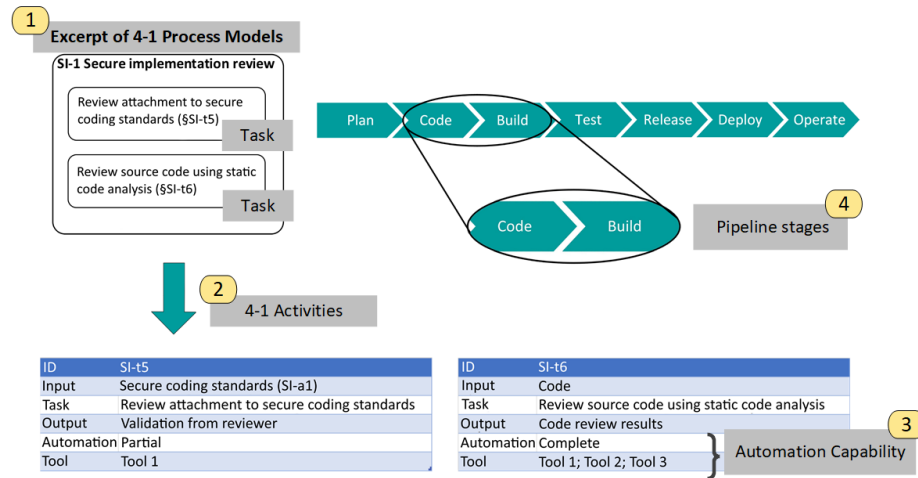 1
Excerpt of 4-1 Process Models
SI-1 Secure implementation review
Review attachment to secure
coding standards (§SI-t5)
Task
Review source code using static
code analysis (§SI-t6)
Task
Plan
Code
Build
Test
Release
Deploy
Operate
Code
Build
4
Pipeline stages
2
4-1 Activities
ID SI-t5
Input Secure coding standards (SI-a1)
Task Review attachment to secure coding standards
Output Validation from reviewer
Automation Partial
Tool Tool 1
ID SI-t6
Input Code
Task Review source code using static code analysis
Output Code review results
Automation Complete
Tool Tool 1; Tool 2; Tool 3
3
Automation Capability